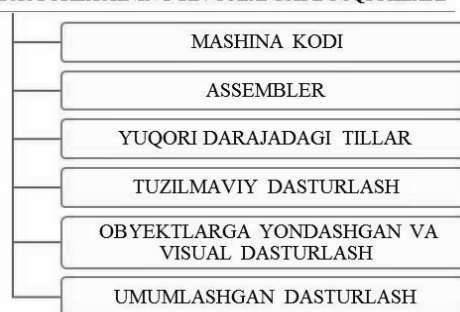 MASHINA KODI
ASSEMBLER
YUQORI DARAJADAGI TILLAR
TUZILMAVIY DASTURLASH
OBYEKTLARGA YONDASHGAN VA
VISUAL DASTURLASH
UMUMLASHGAN DASTURLASH